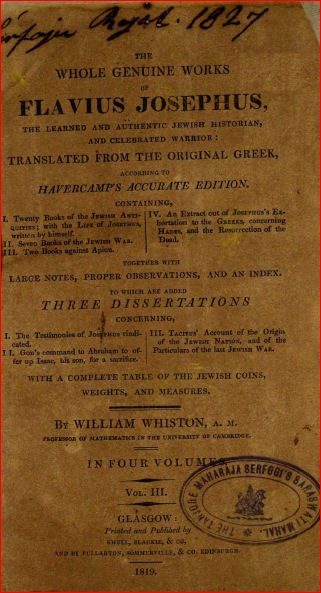 1827
THE
WHOLE GENUINE WORKS
OF
FLAVIUS JOSEPHUS,
THE LEARNED AND AUTHENTIC JEWISH HISTORIAN,
AND CELEBRATED WARRIOR:
TRANSLATED FROM THE ORIGINAL GREEK,
ACCORDING TO
HAVERCAMP'S ACCURATE EDITION.
CONTAINING,
I. Twenty Books of the JEWISH ANTI-
QUITIES; with the LIFE of JOSEPHUS,
written by himself.
II. Seven Books of the JEWISH WAR.
III. Two Books against Apion.
IV. An Extract out of JOSEPHUS'S Ex-
hortation to the GREEKS, concerning
HADES, and the Resurrection of the
Dead.
TOGETHER WITH
LARGE NOTES, PROPER OBSERVATIONS, AND AN INDEX.
TO WHICH ARE ADDED
THREE DISSERTATIONS
CONCERNING,
I. The Testimonies of JOSEPHUS vindi-
cated.
II. GOD'S command to Abraham to of-
fer up Isaac, his son, for a sacrifice.
III. TACITUS' Account of the Origin
of the JEWISH NATION, and of the
Particulars of the last JEWISH WAR.
WITH A COMPLETE TABLE OF THE JEWISH COINS,
WEIGHTS, AND MEASURES.
BY WILLIAM WHISTON, A. M.
PROFESSOR OF MATHEMATICS IN THE UNIVERSITY OF CAMBRIDGE.
IN FOUR VOLUMES.
VOL. III.
THE TANJORE MAHARAJA SERFOJI'S SARASWATI MAHAL
GLASGOW:
Printed and Published by
KHULL, BLACKIE, & CO.
AND BY FULLARTON, SOMMERVILLE, & CO. EDINBURGH.
1819.